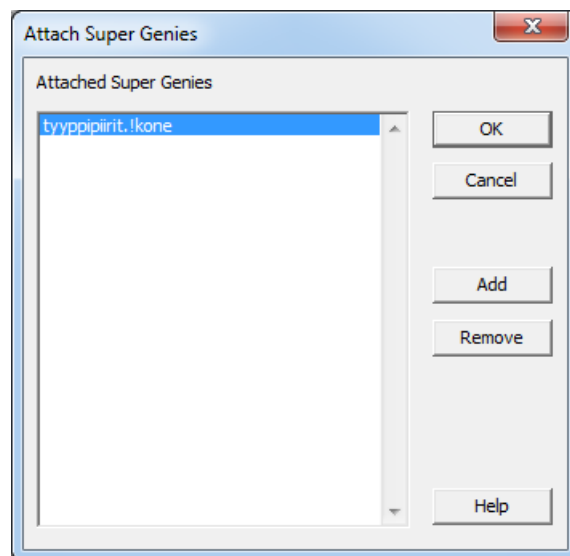 Attach Super Genies
Attached Super Genies
tyyppipiirit.!kone
OK
Cancel
Add
Remove
Help